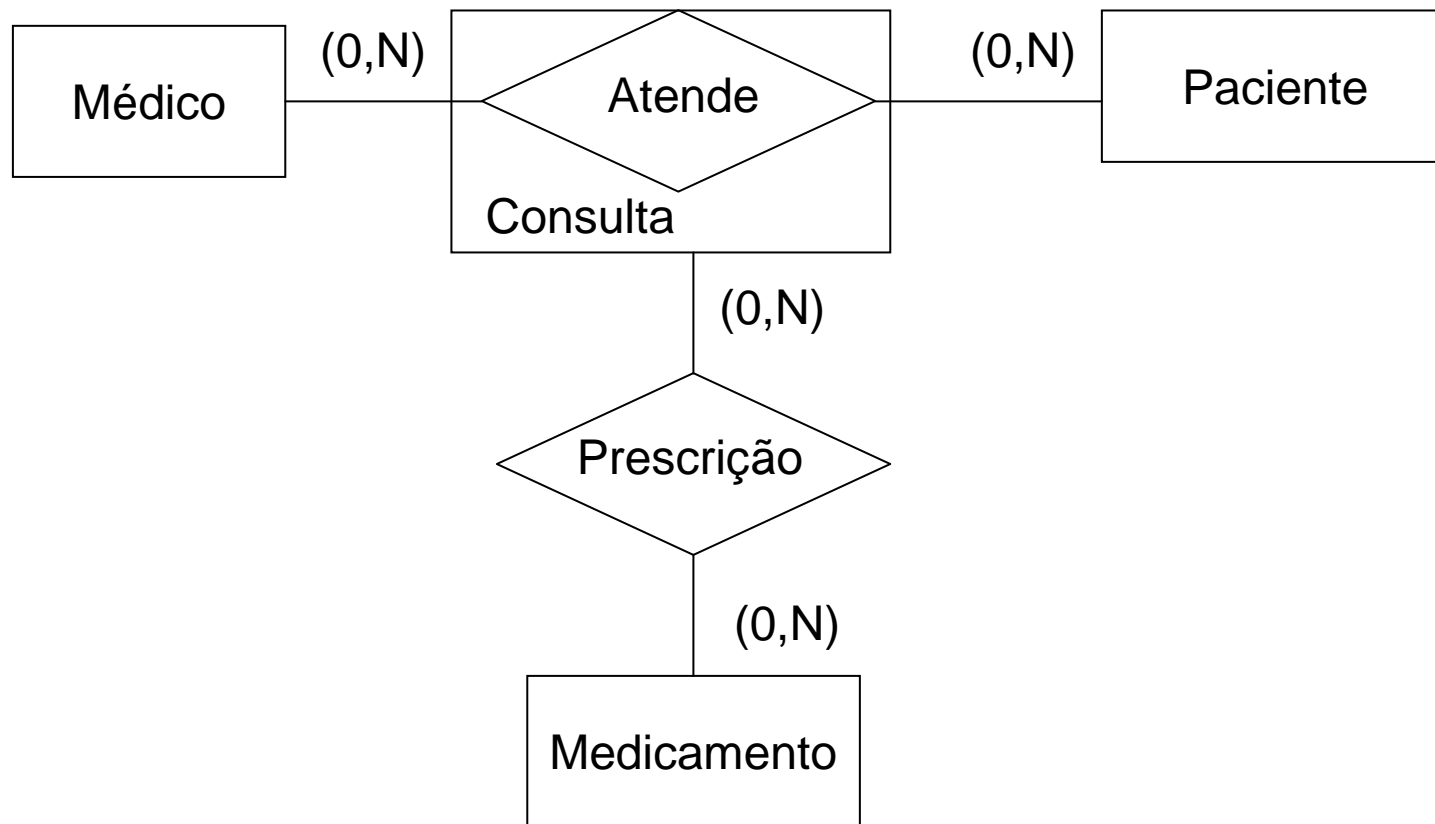 (0,N)
(0,N)
Médico
Atende
Paciente
Consulta
(0,N)
Prescrição
(0,N)
Medicamento